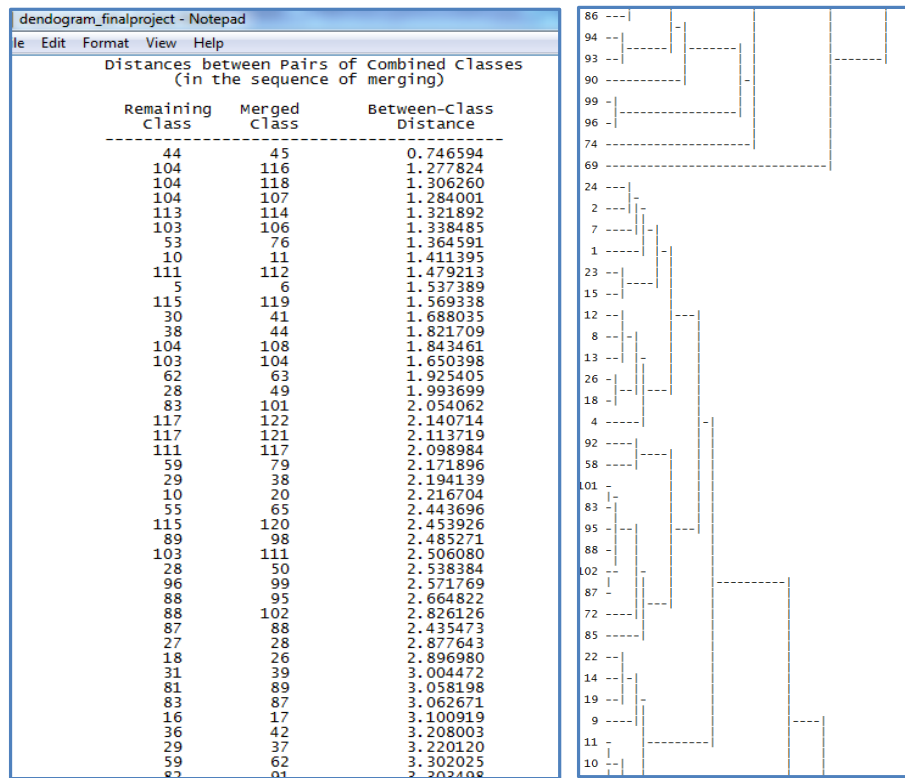 dendogram_finalproject - Notepad
le Edit Format View Help
Distances between Pairs of Combined Classes
(in the sequence of merging)
Remaining Merged Between-Class
Class Class Distance
---------------------------------------------
44 45 0.746594
104 116 1.277824
104 118 1.306260
104 107 1.284001
113 114 1.321892
103 106 1.338485
53 76 1.364591
10 11 1.411395
111 112 1.479213
5 6 1.537389
115 119 1.569338
30 41 1.688035
38 44 1.821709
104 108 1.843461
103 104 1.650398
62 63 1.925405
28 49 1.993699
83 101 2.054062
117 122 2.140714
117 121 2.113719
111 117 2.098984
59 79 2.171896
29 38 2.194139
10 20 2.216704
55 65 2.443696
115 120 2.453926
89 98 2.485271
103 111 2.506080
28 50 2.538384
96 99 2.571769
88 95 2.664822
88 102 2.826126
87 88 2.435473
27 28 2.877643
18 26 2.896980
31 39 3.004472
81 89 3.058198
83 87 3.062671
16 17 3.100919
36 42 3.208003
29 37 3.220120
59 62 3.302025
82 91 3.303498
86
94
93
90
99
96
74
69
24
2
7
1
23
15
12
8
13
26
18
4
92
58
101
83
95
88
102
87
72
85
22
14
19
9
11
10